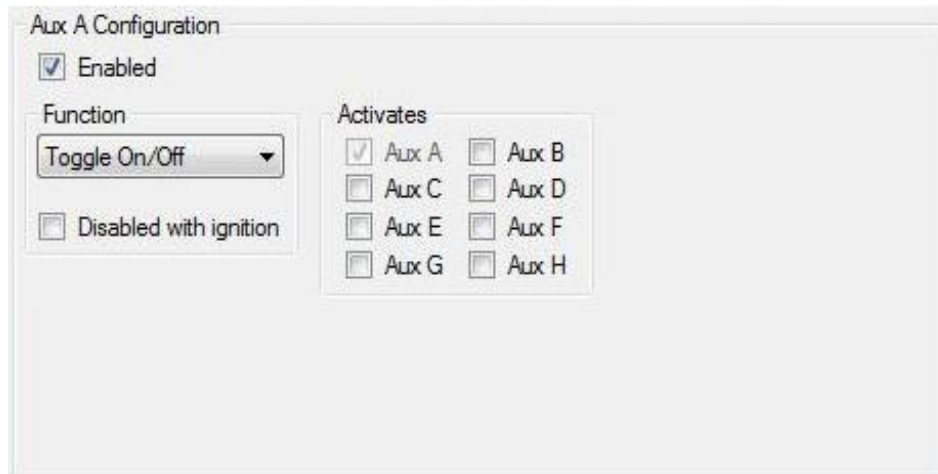 Aux A Configuration
Enabled
Function
Toggle On/Off
Disabled with ignition
Activates
Aux A Aux B
Aux C Aux D
Aux E Aux F
Aux G Aux H